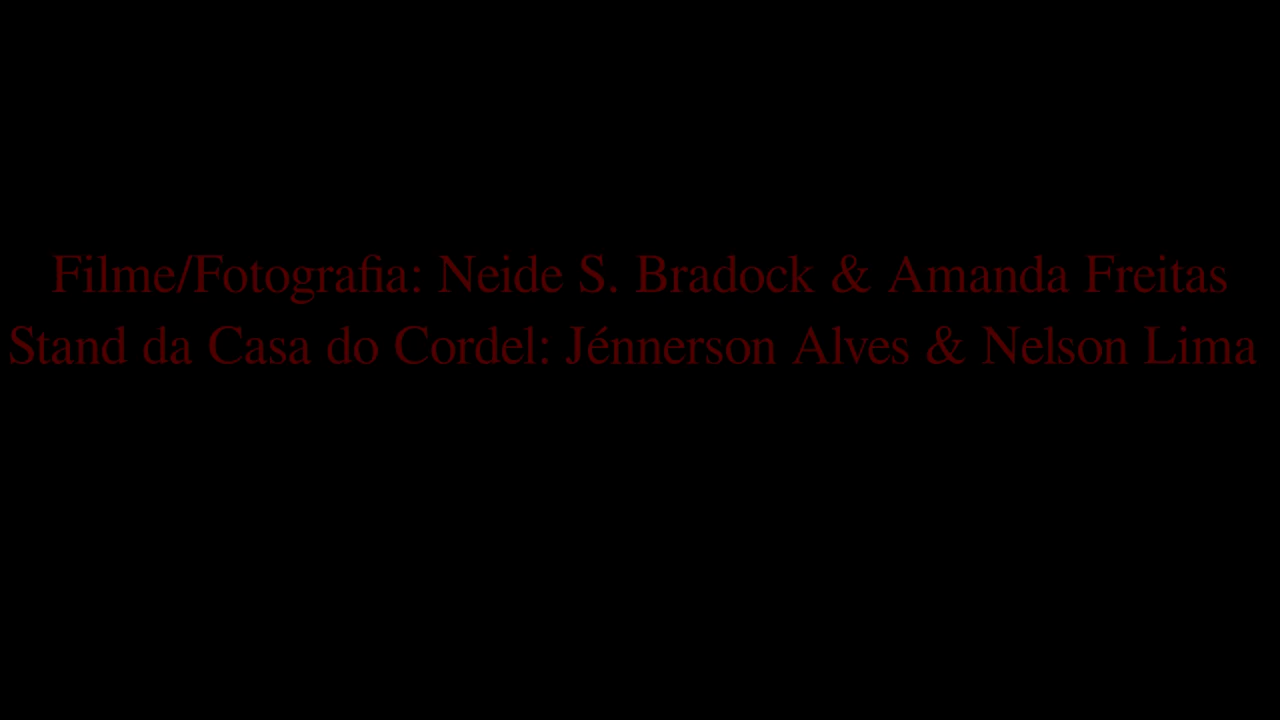 Filme/Fotografia: Neide S. Bradock & Amanda Freitas
Stand da Casa do Cordel: Jénnerson Alves & Nelson Lima